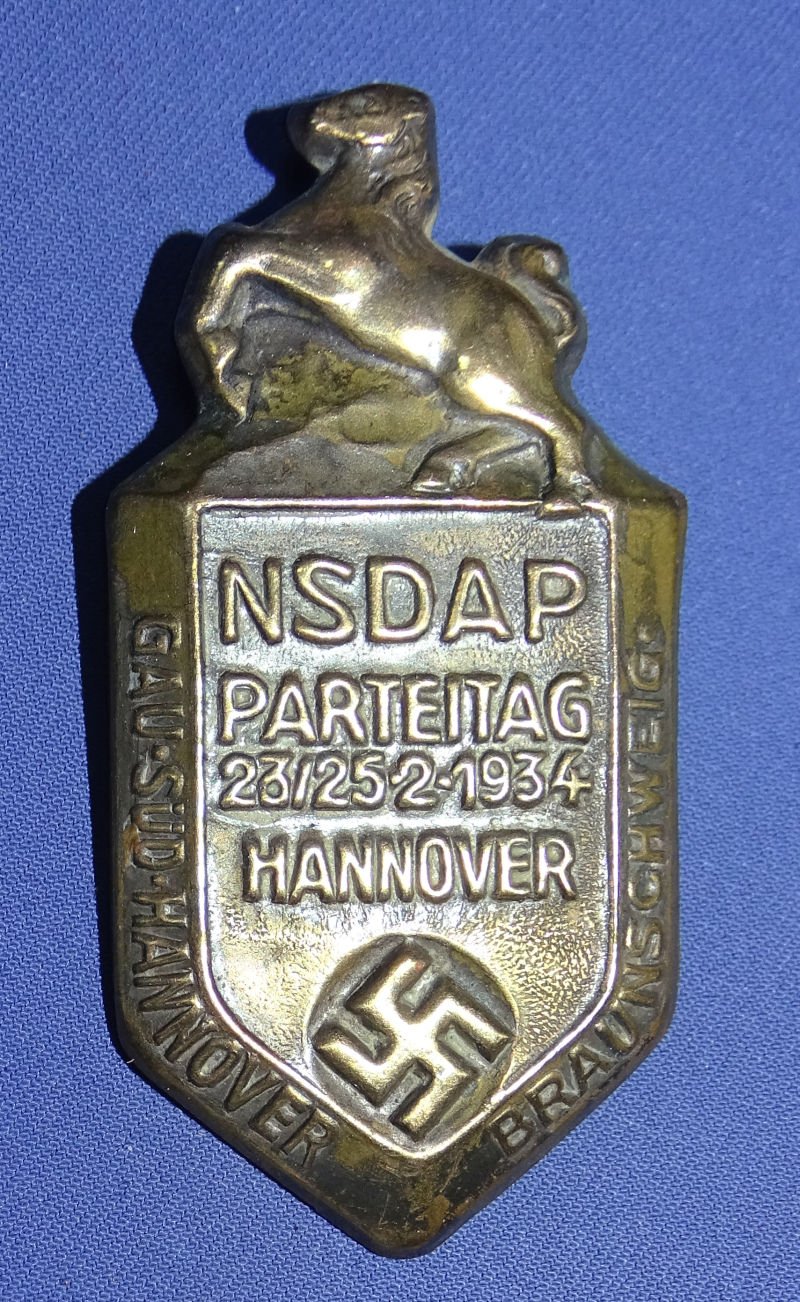 NSDAP
PARTEITAG
23/25·2·1934
HANNOVER
GAU·SÜD·HANNOVER
BRAUNSCHWEIG·